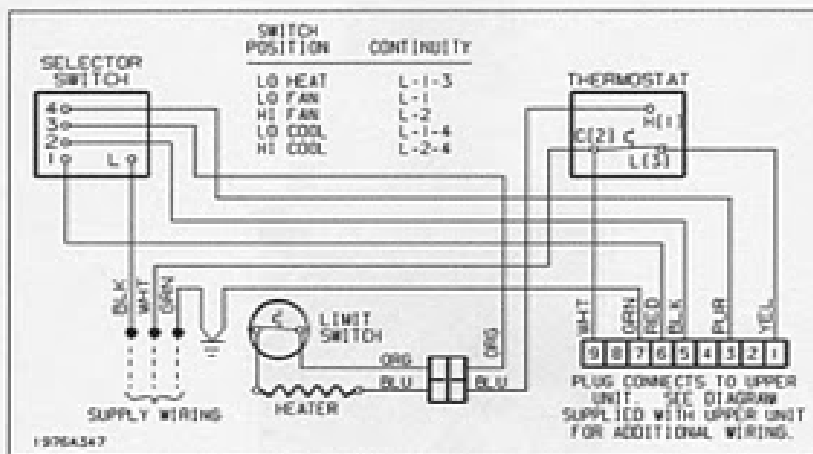 SWITCH
POSITION CONTINUITY
LO HEAT L-1-3
LO FAN L-1
HI FAN L-2
LO COOL L-1-4
HI COOL L-2-4
SELECTOR
SWITCH
4
3
2
1 L
THERMOSTAT
H(1)
C(2)
L(3)
BLK
WHT
GRN
SUPPLY WIRING
LIMIT
SWITCH
HEATER
ORG
BLU
BLU
ORG
WHT
GRN
RED
BLK
PUR
YEL
9 8 7 6 5 4 3 2 1
PLUG CONNECTS TO UPPER
UNIT. SEE DIAGRAM
SUPPLIED WITH UPPER UNIT
FOR ADDITIONAL WIRING.
1976A347